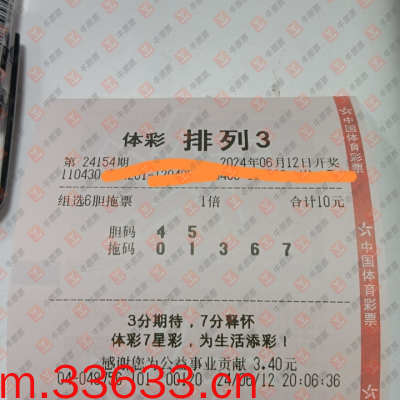 体彩 排列3
第 24154期 2024年06月12日开奖
110430
组选6胆拖票 1倍 合计10元
胆码 4 5
拖码 0 1 3 6 7
3分期待，7分释怀
体彩7星彩，为生活添彩！
感谢您为公益事业贡献 3.40元
24/06/12 20:06:36
m.33633.cn
中国体育彩票
中国体育彩票